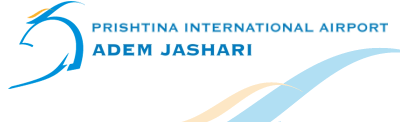 PRISHTINA INTERNATIONAL AIRPORT
ADEM JASHARI